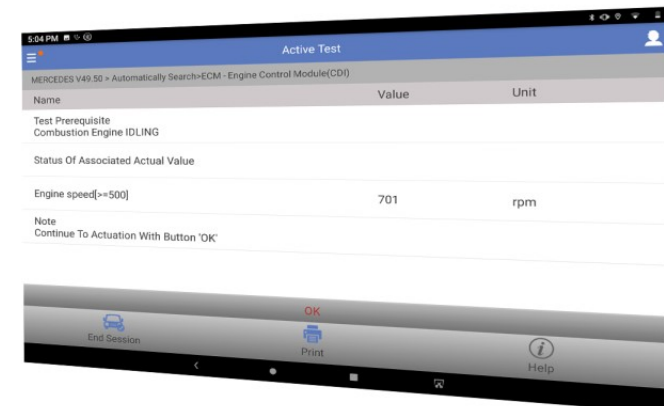 5:04 PM
Active Test
MERCEDES V49.50 > Automatically Search>ECM - Engine Control Module(CDI)
Name Value Unit
Test Prerequisite
Combustion Engine IDLING
Status Of Associated Actual Value
Engine speed[>=500] 701 rpm
Note
Continue To Actuation With Button 'OK'
OK
End Session Print Help